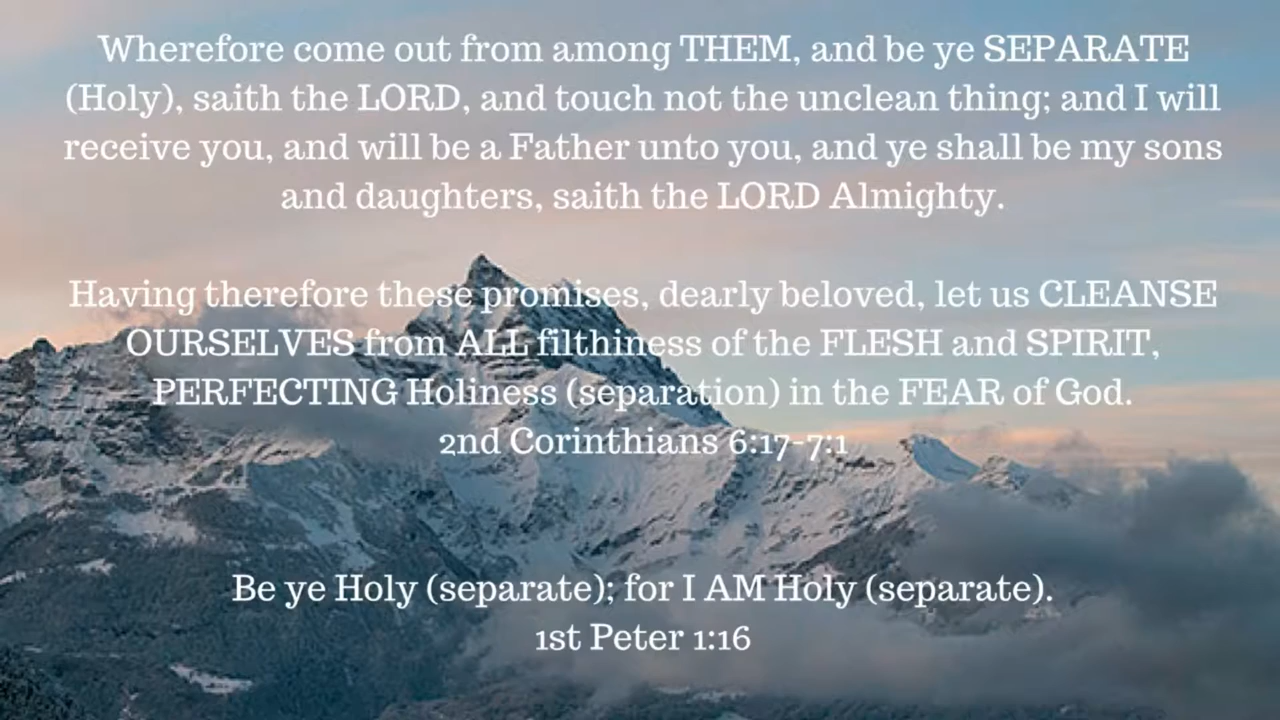 Wherefore come out from among THEM, and be ye SEPARATE
(Holy), saith the LORD, and touch not the unclean thing; and I will
receive you, and will be a Father unto you, and ye shall be my sons
and daughters, saith the LORD Almighty.
Having therefore these promises, dearly beloved, let us CLEANSE
OURSELVES from ALL filthiness of the FLESH and SPIRIT,
PERFECTING Holiness (separation) in the FEAR of God.
2nd Corinthians 6:17-7:1
Be ye Holy (separate); for I AM Holy (separate).
1st Peter 1:16